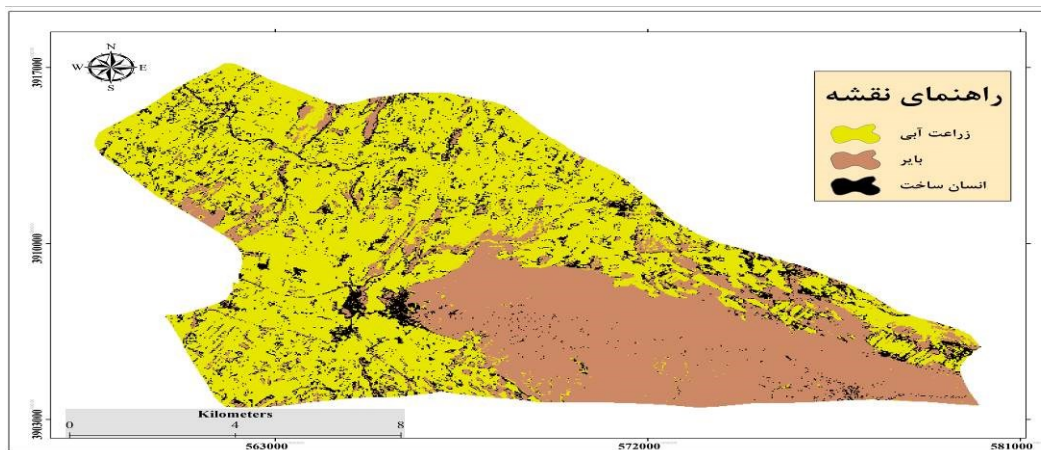 N
W E
S
راهنمای نقشه
زراعت آبی
بایر
انسان ساخت
3917000
3910000
3903000
Kilometers
0 4 8
563000 572000 581000